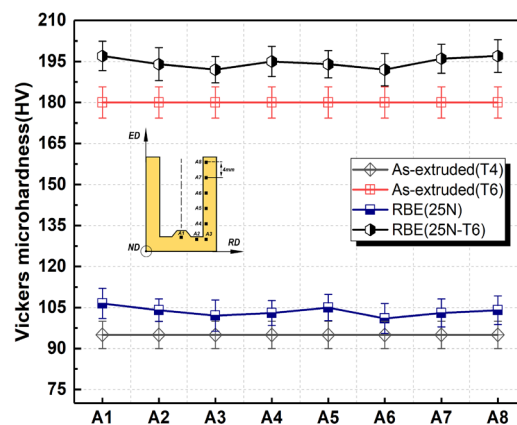 Vickers microhardness(HV)
210
195
180
165
150
135
120
105
90
75
ED
A8
4mm
A7
A6
A5
A4
A1
A2
A3
ND
RD
As-extruded(T4)
As-extruded(T6)
RBE(25N)
RBE(25N-T6)
A1 A2 A3 A4 A5 A6 A7 A8